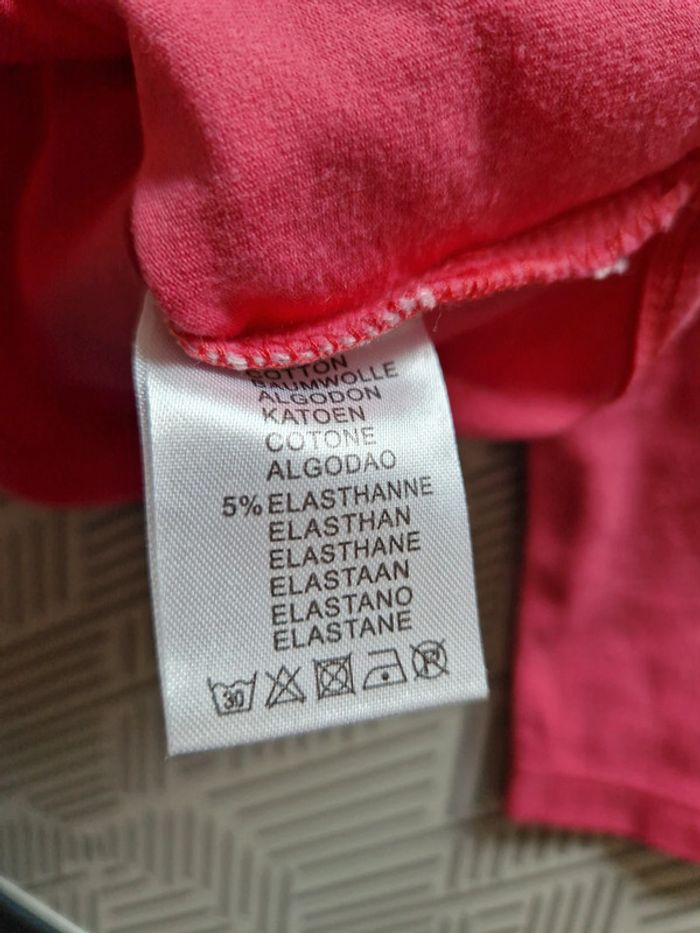 COTTON
BAUMWOLLE
ALGODON
KATOEN
COTONE
ALGODAO
5% ELASTHANNE
ELASTHAN
ELASTHANE
ELASTAAN
ELASTANO
ELASTANE
30 P